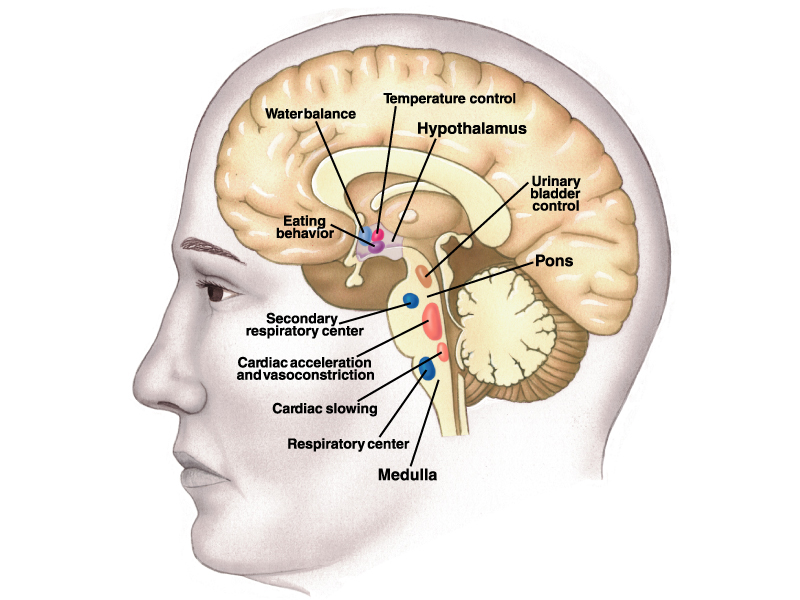 Temperature control
Water balance
Hypothalamus
Urinary
bladder
control
Eating
behavior
Pons
Secondary
respiratory center
Cardiac acceleration
and vasoconstriction
Cardiac slowing
Respiratory center
Medulla